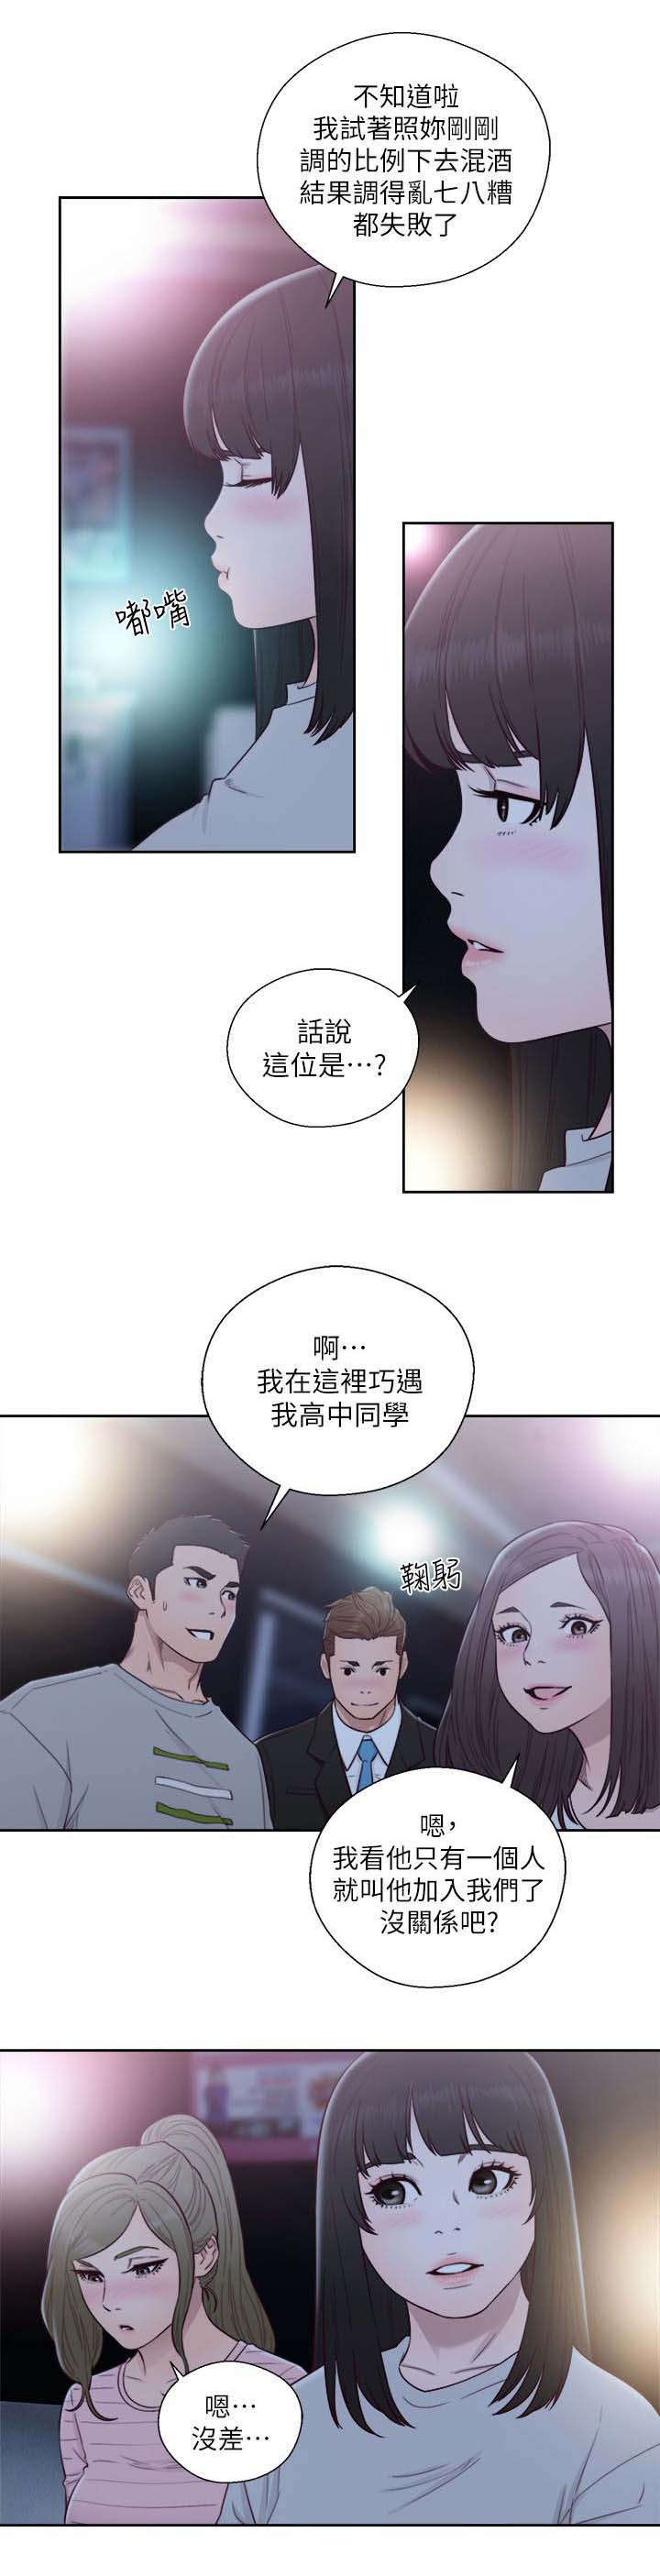 不知道啦
我試著照妳剛剛
調的比例下去混酒
結果調得亂七八糟
都失敗了
嘟嘴
話說
這位是…?
啊…
我在這裡巧遇
我高中同學
鞠躬
嗯，
我看他只有一個人
就叫他加入我們了
沒關係吧?
嗯…
沒差…